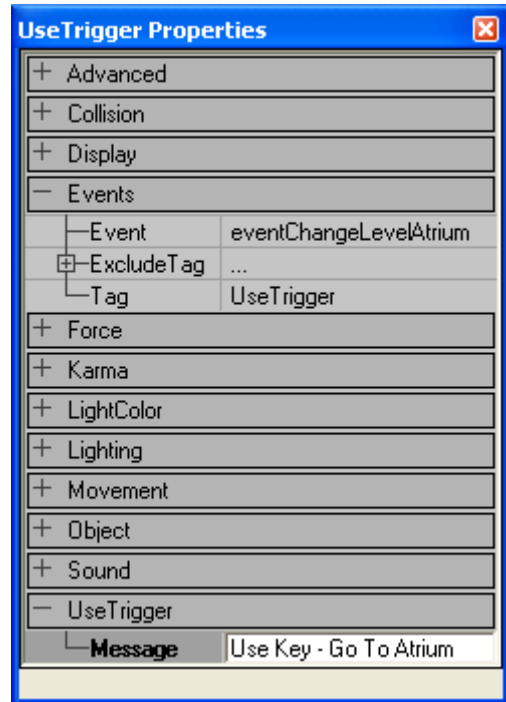 UseTrigger Properties
Advanced
Collision
Display
Events
Event eventChangeLevelAtrium
ExcludeTag ...
Tag UseTrigger
Force
Karma
LightColor
Lighting
Movement
Object
Sound
UseTrigger
Message Use Key - Go To Atrium